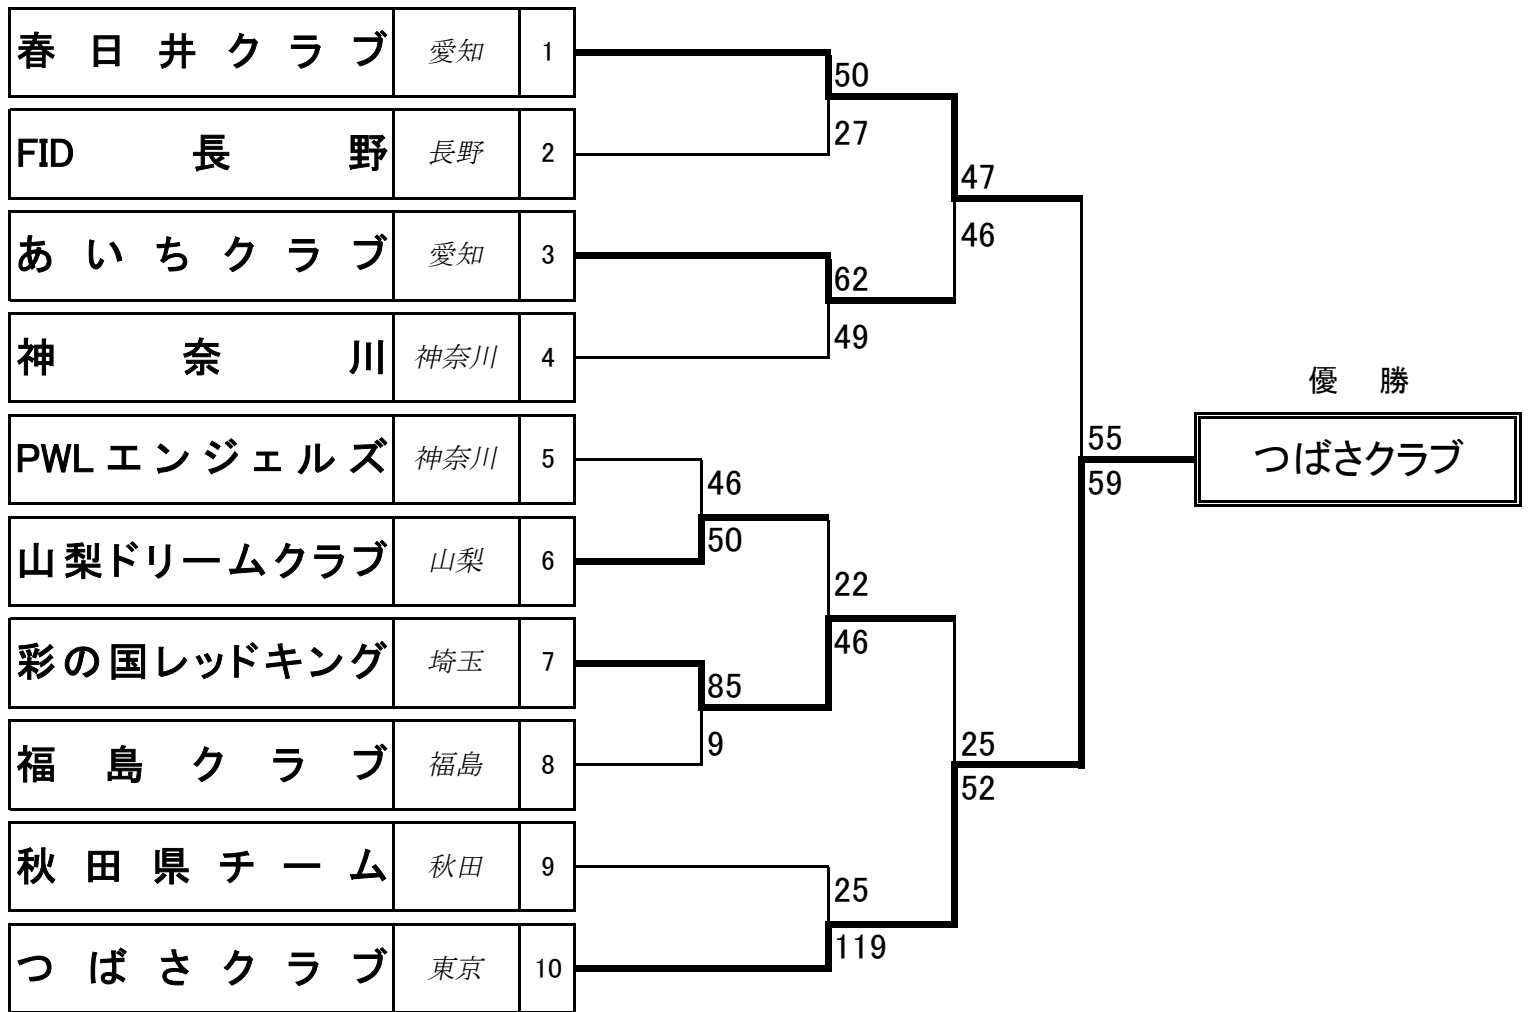 春日井クラブ 愛知 1
50
FID 長野 長野 2
27
47
あいちクラブ 愛知 3
46
62
神奈川 神奈川 4
49
優 勝
PWLエンジェルズ 神奈川 5
55
つばさクラブ
46
59
山梨ドリームクラブ 山梨 6
50
22
彩の国レッドキング 埼玉 7
46
85
福島クラブ 福島 8
9
25
52
秋田県チーム 秋田 9
25
つばさクラブ 東京 10
119